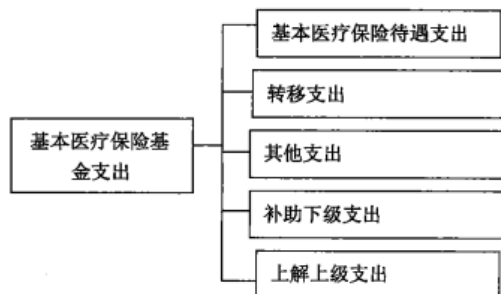 基本医疗保险基
金支出
基本医疗保险待遇支出
转移支出
其他支出
补助下级支出
上解上级支出